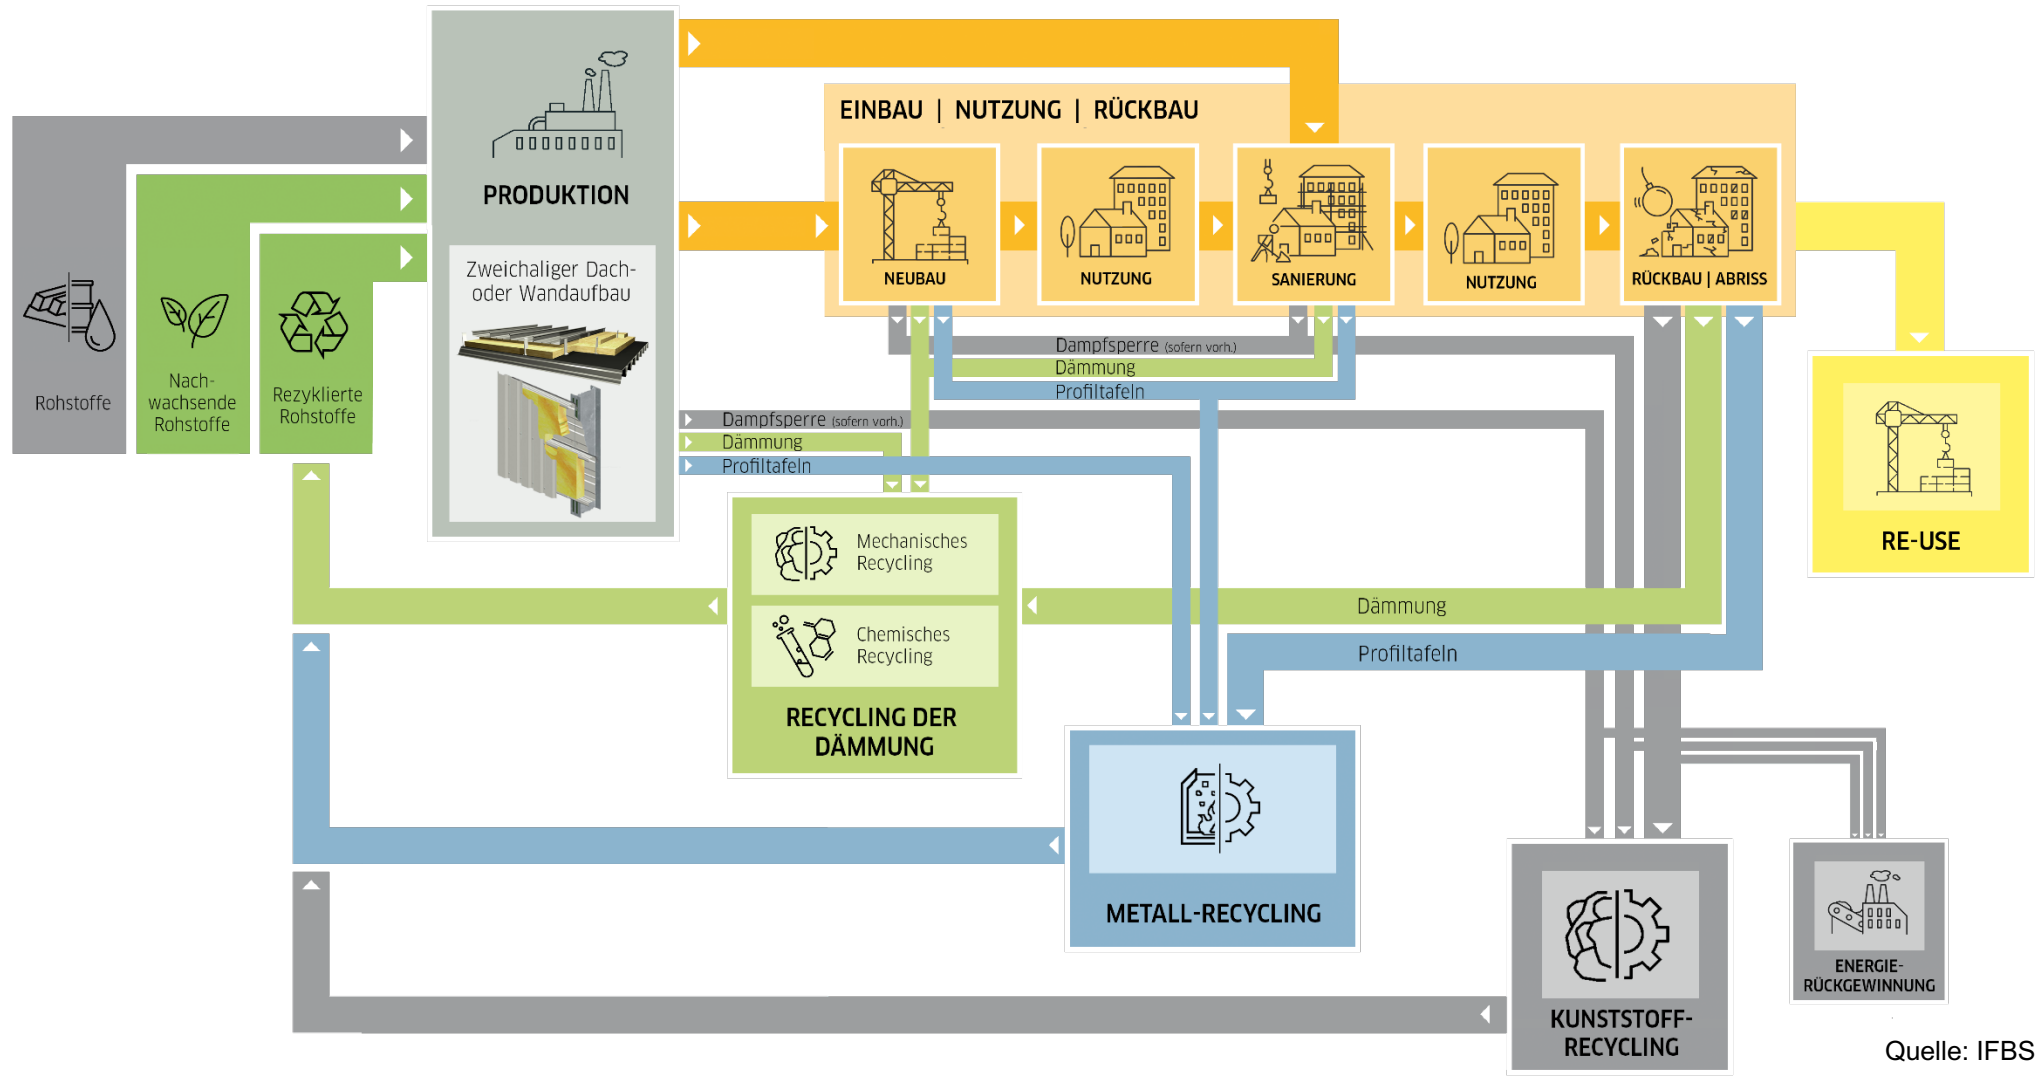 EINBAU | NUTZUNG | RÜCKBAU
PRODUKTION
Zweichaliger Dach-
oder Wandaufbau
NEUBAU
NUTZUNG
SANIERUNG
NUTZUNG
RÜCKBAU | ABRISS
Rohstoffe
Nach-
wachsende
Rohstoffe
Rezyklierte
Rohstoffe
Dampfsperre (sofern vorh.)
Dämmung
Profiltafeln
Dampfsperre (sofern vorh.)
Dämmung
Profiltafeln
RE-USE
Mechanisches
Recycling
Chemisches
Recycling
RECYCLING DER
DÄMMUNG
Dämmung
Profiltafeln
METALL-RECYCLING
KUNSTSTOFF-
RECYCLING
ENERGIE-
RÜCKGEWINNUNG
Quelle: IFBS